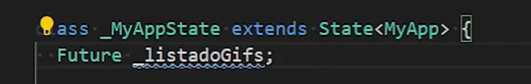 ass _MyAppState extends State<MyApp> {
Future _listadoGifs;